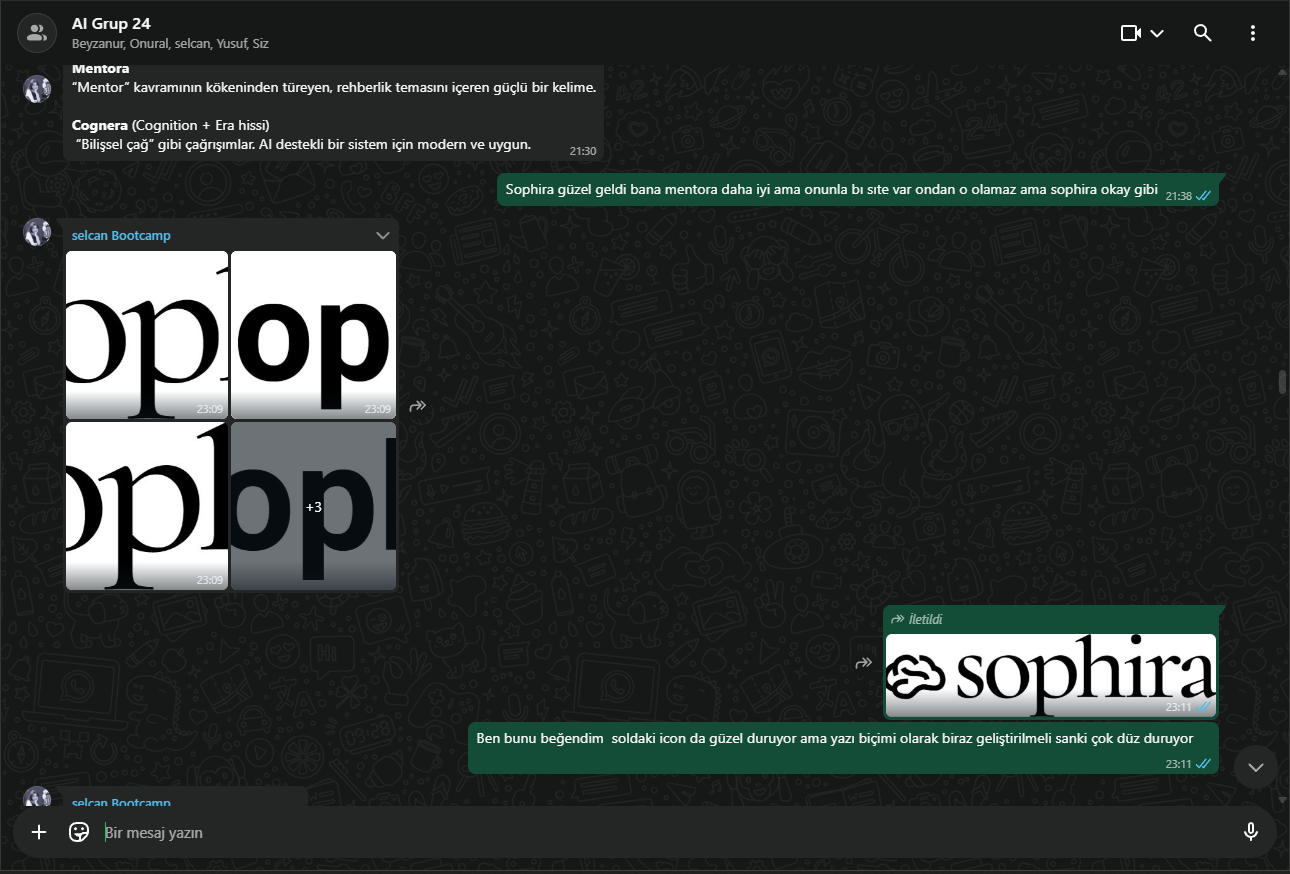 AI Grup 24
Beyzanur, Onural, selcan, Yusuf, Siz
Mentora
“Mentor” kavramının kökeninden türeyen, rehberlik temasını içeren güçlü bir kelime.
Cognera (Cognition + Era hissi)
“Bilişsel çağ” gibi çağrışımlar. AI destekli bir sistem için modern ve uygun.
21:30
Sophira güzel geldi bana mentora daha iyi ama onunla bı sıte var ondan o olamaz ama sophira okay gibi
21:38
selcan Bootcamp
opl
23:09
op
23:09
opl
23:09
opl
+3
İletildi
sophira
23:11
Ben bunu beğendim  soldaki icon da güzel duruyor ama yazı biçimi olarak biraz geliştirilmeli sanki çok düz duruyor
23:11
selcan Bootcamp
Bir mesaj yazın